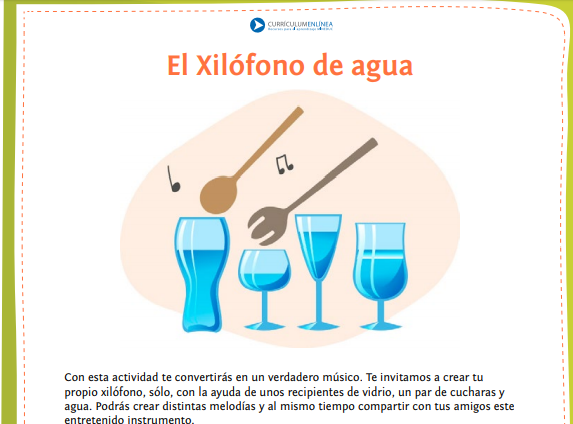 CURRÍCULUMENLÍNEA
El Xilófono de agua
Con esta actividad te convertirás en un verdadero músico. Te invitamos a crear tu
propio xilófono, sólo, con la ayuda de unos recipientes de vidrio, un par de cucharas y
agua. Podrás crear distintas melodías y al mismo tiempo compartir con tus amigos este
entretenido instrumento.